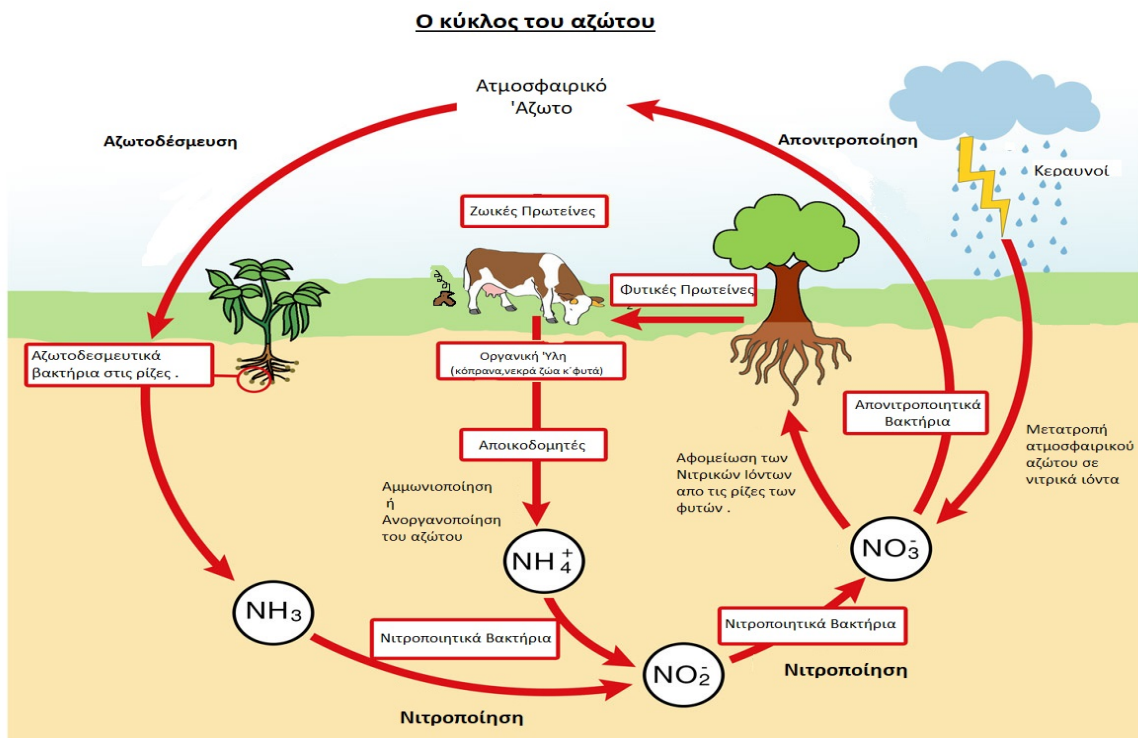 Ο κύκλος του αζώτου
Ατμοσφαιρικό
'Αζωτο
Αζωτοδέσμευση
Απονιτροποίηση
Κεραυνοί
Ζωικές Πρωτείνες
Φυτικές Πρωτείνες
Αζωτοδεσμευτικά
βακτήρια στις ρίζες .
Οργανική Ύλη
(κόπρανα,νεκρά ζώα κ΄φυτά)
Απονιτροποιητικά
Βακτήρια
Αποικοδομητές
Μετατροπή
ατμοσφαιρικού
αζώτου σε
νιτρικά ιόντα
Αφομείωση των
Νιτρικών Ιόντων
απο τις ρίζες των
φυτών .
Αμμωνιοποίηση
ή
Ανοργανοποίηση
του αζώτου
NH₄⁺
NO₃⁻
NH₃
Νιτροποιητικά Βακτήρια
Νιτροποιητικά Βακτήρια
NO₂⁻
Νιτροποίηση
Νιτροποίηση